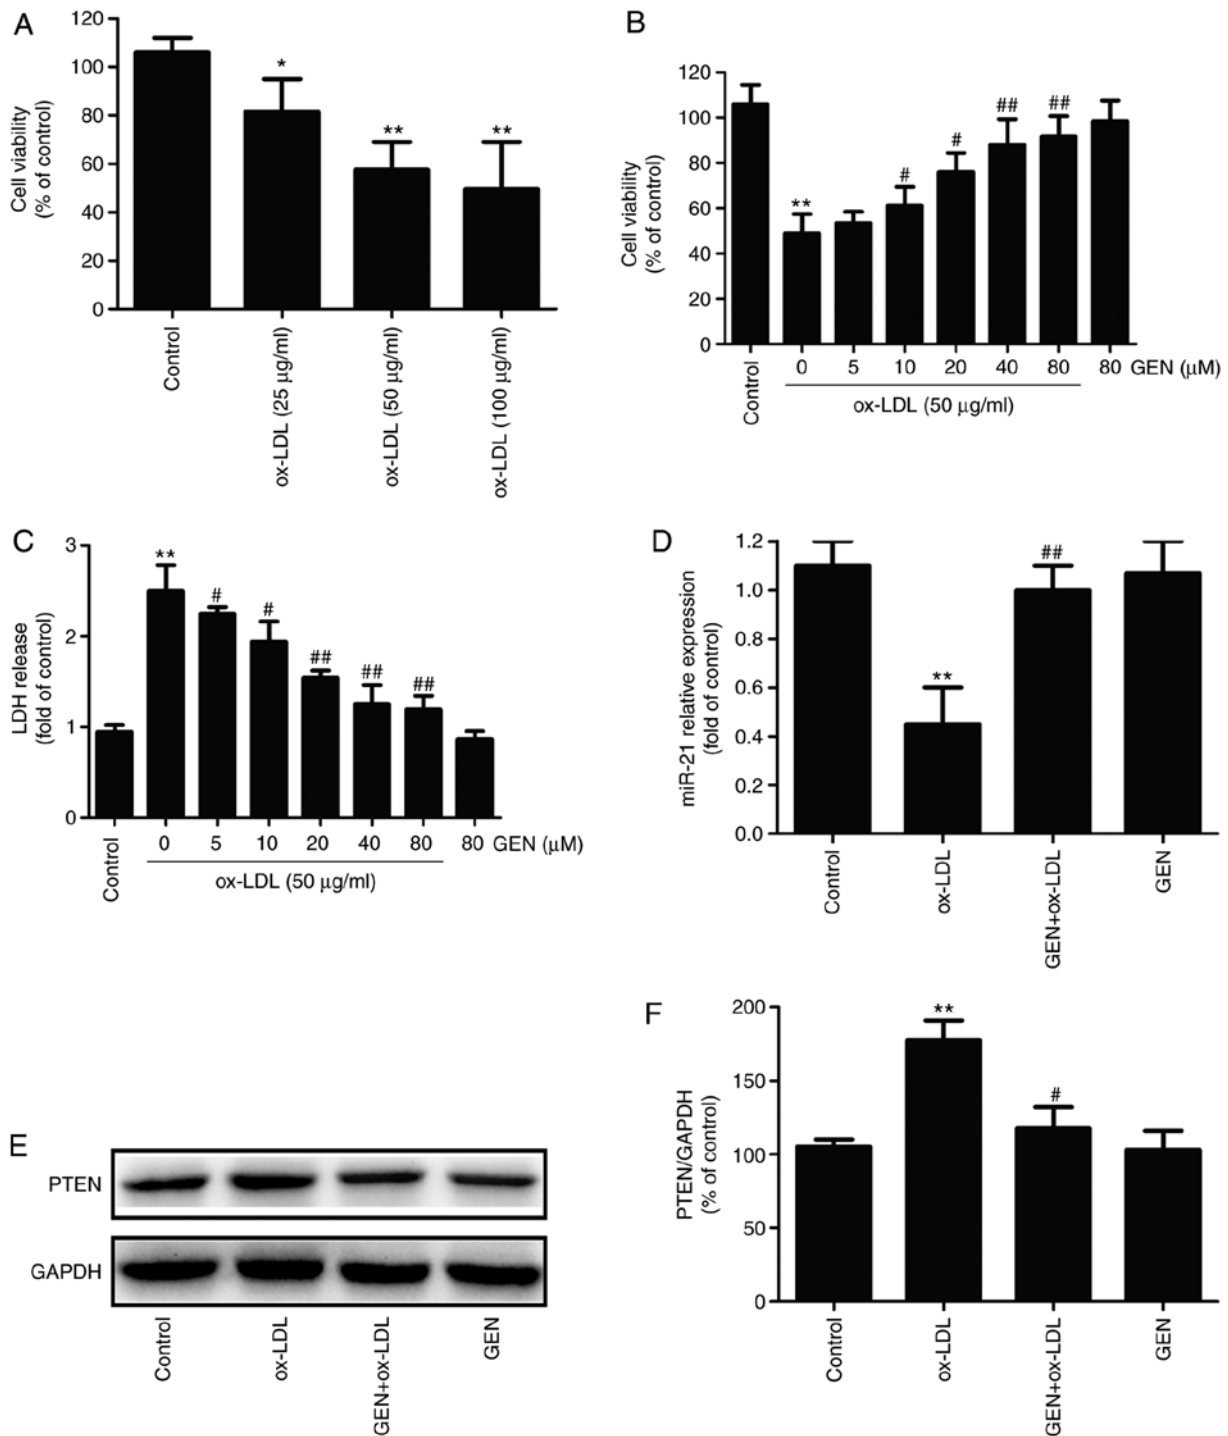 A
120
100
80
60
40
20
0
Cell viability
(% of control)
*
**
**
Control
ox-LDL (25 μg/ml)
ox-LDL (50 μg/ml)
ox-LDL (100 μg/ml)
B
120
100
80
60
40
20
0
Cell viability
(% of control)
**
#
#
##
##
Control
0 5 10 20 40 80 80 GEN (μM)
ox-LDL (50 μg/ml)
C
3
2
1
0
LDH release
(fold of control)
**
#
#
##
##
##
Control
0 5 10 20 40 80 80 GEN (μM)
ox-LDL (50 μg/ml)
D
1.2
1.0
0.8
0.6
0.4
0.2
0.0
miR-21 relative expression
(fold of control)
**
##
Control
ox-LDL
GEN+ox-LDL
GEN
E
PTEN
GAPDH
Control
ox-LDL
GEN+ox-LDL
GEN
F
200
150
100
50
0
PTEN/GAPDH
(% of control)
**
#
Control
ox-LDL
GEN+ox-LDL
GEN